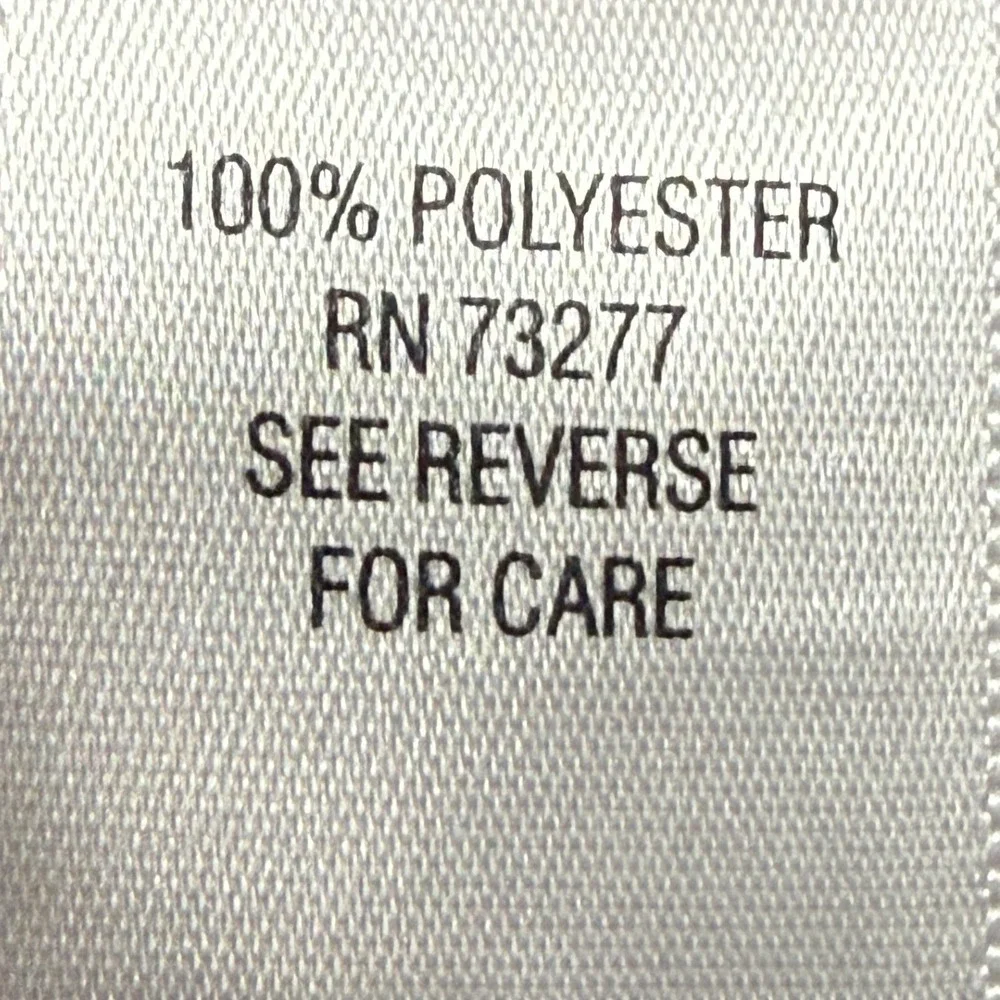 100% POLYESTER
RN 73277
SEE REVERSE
FOR CARE